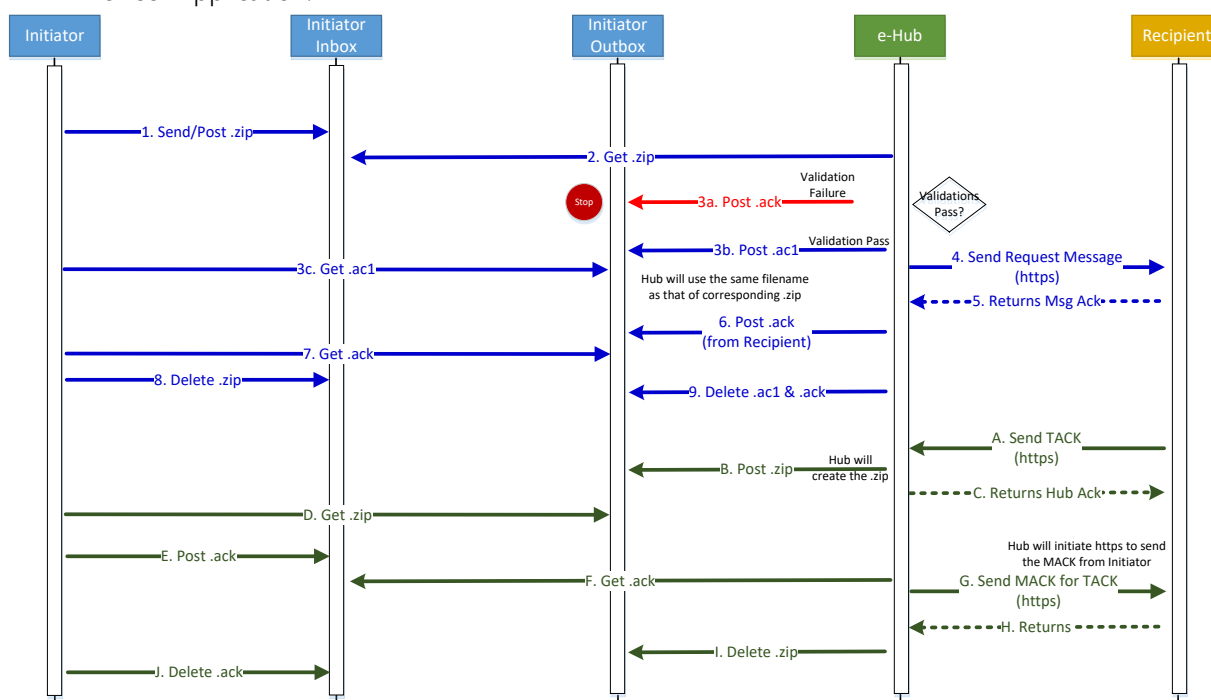 Initiator
Initiator
Inbox
Initiator
Outbox
e-Hub
Recipient
1. Send/Post .zip
2. Get .zip
Validation
Failure
Stop
3a. Post .ack
Validations
Pass?
3b. Post .ac1
Validation Pass
3c. Get .ac1
4. Send Request Message
(https)
Hub will use the same filename
as that of corresponding .zip
5. Returns Msg Ack
6. Post .ack
(from Recipient)
7. Get .ack
8. Delete .zip
9. Delete .ac1 & .ack
A. Send TACK
(https)
B. Post .zip
Hub will
create the .zip
C. Returns Hub Ack
D. Get .zip
E. Post .ack
Hub will initiate https to send
the MACK from Initiator
F. Get .ack
G. Send MACK for TACK
(https)
H. Returns
I. Delete .zip
J. Delete .ack